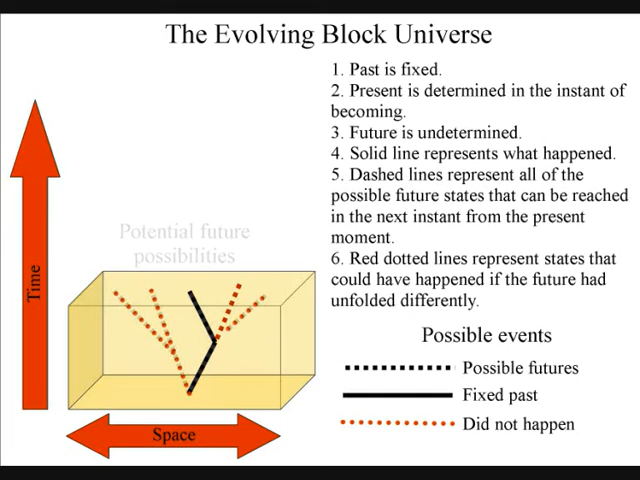 The Evolving Block Universe
1. Past is fixed.
2. Present is determined in the instant of
becoming.
3. Future is undetermined.
4. Solid line represents what happened.
5. Dashed lines represent all of the
possible future states that can be reached
in the next instant from the present
moment.
6. Red dotted lines represent states that
could have happened if the future had
unfolded differently.
Potential future
possibilities
Time
Space
Possible events
Possible futures
Fixed past
Did not happen